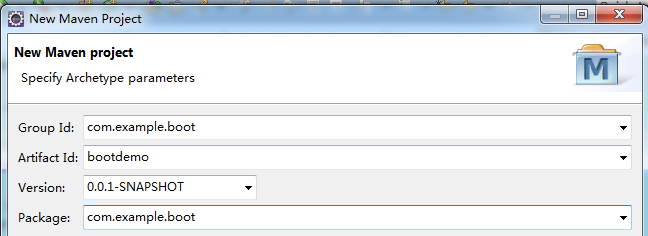 New Maven Project
New Maven project
Specify Archetype parameters
M
Group Id: com.example.boot
Artifact Id: bootdemo
Version: 0.0.1-SNAPSHOT
Package: com.example.boot